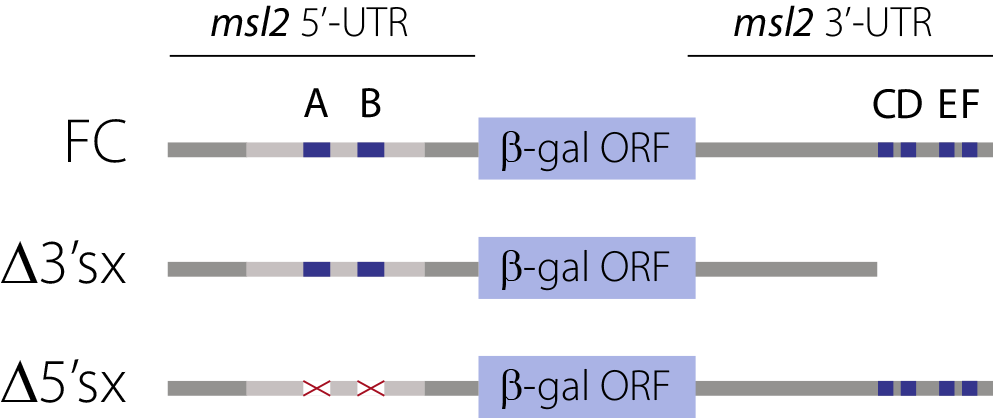 msl2 5’-UTR msl2 3’-UTR
A B CD EF
FC β-gal ORF
Δ3’sx β-gal ORF
Δ5’sx β-gal ORF